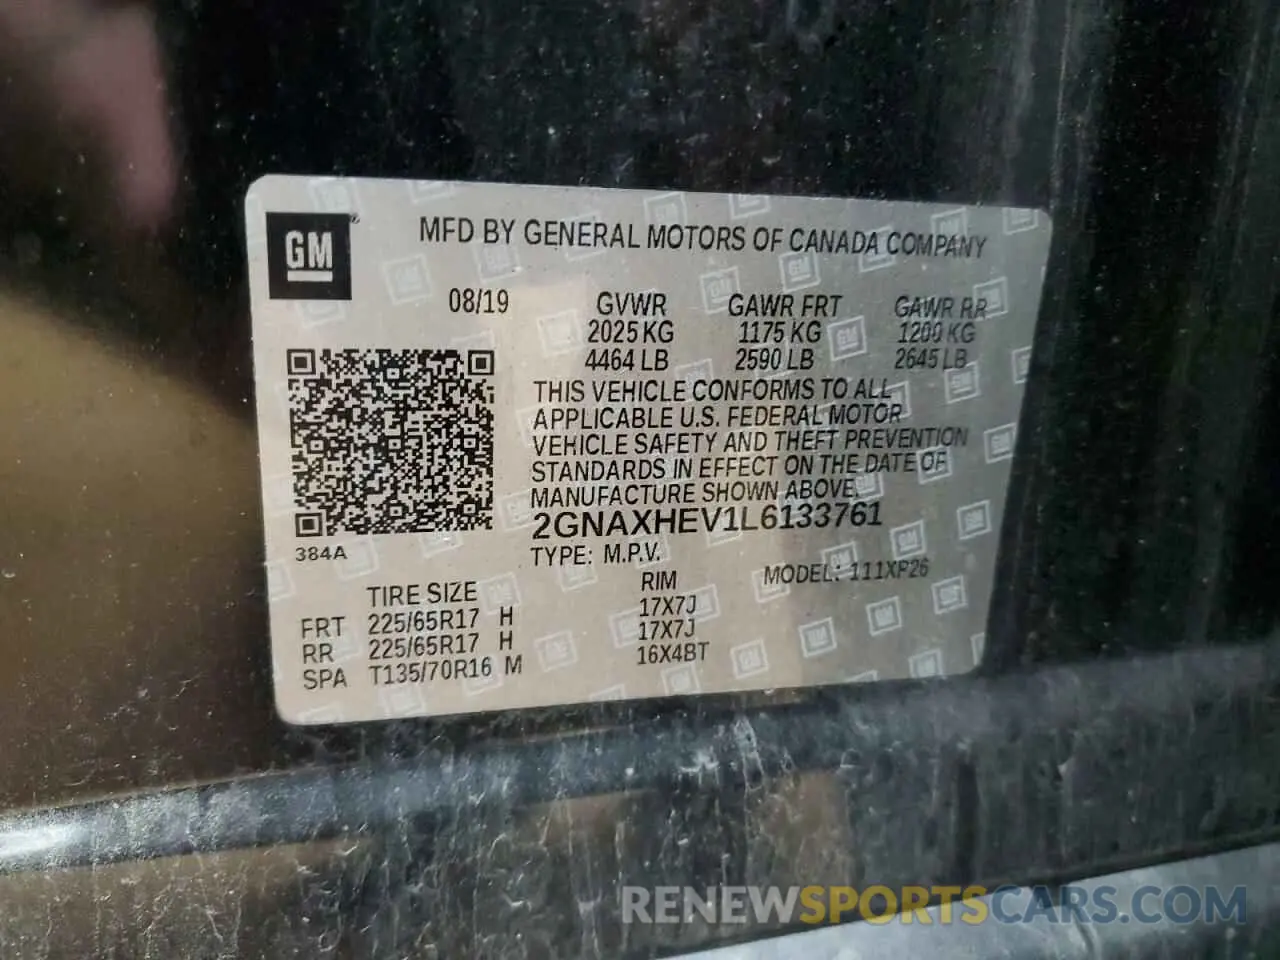 GM
MFD BY GENERAL MOTORS OF CANADA COMPANY
08/19 GVWR GAWR FRT GAWR RR
2025 KG 1175 KG 1200 KG
4464 LB 2590 LB 2645 LB
THIS VEHICLE CONFORMS TO ALL
APPLICABLE U.S. FEDERAL MOTOR
VEHICLE SAFETY AND THEFT PREVENTION
STANDARDS IN EFFECT ON THE DATE OF
MANUFACTURE SHOWN ABOVE.
2GNAXHEV1L6133761
384A
TYPE: M.P.V. MODEL: 111XP26
TIRE SIZE RIM
FRT 225/65R17 H 17X7J
RR 225/65R17 H 17X7J
SPA T135/70R16 M 16X4BT
RENEWSPORTSCARS.COM